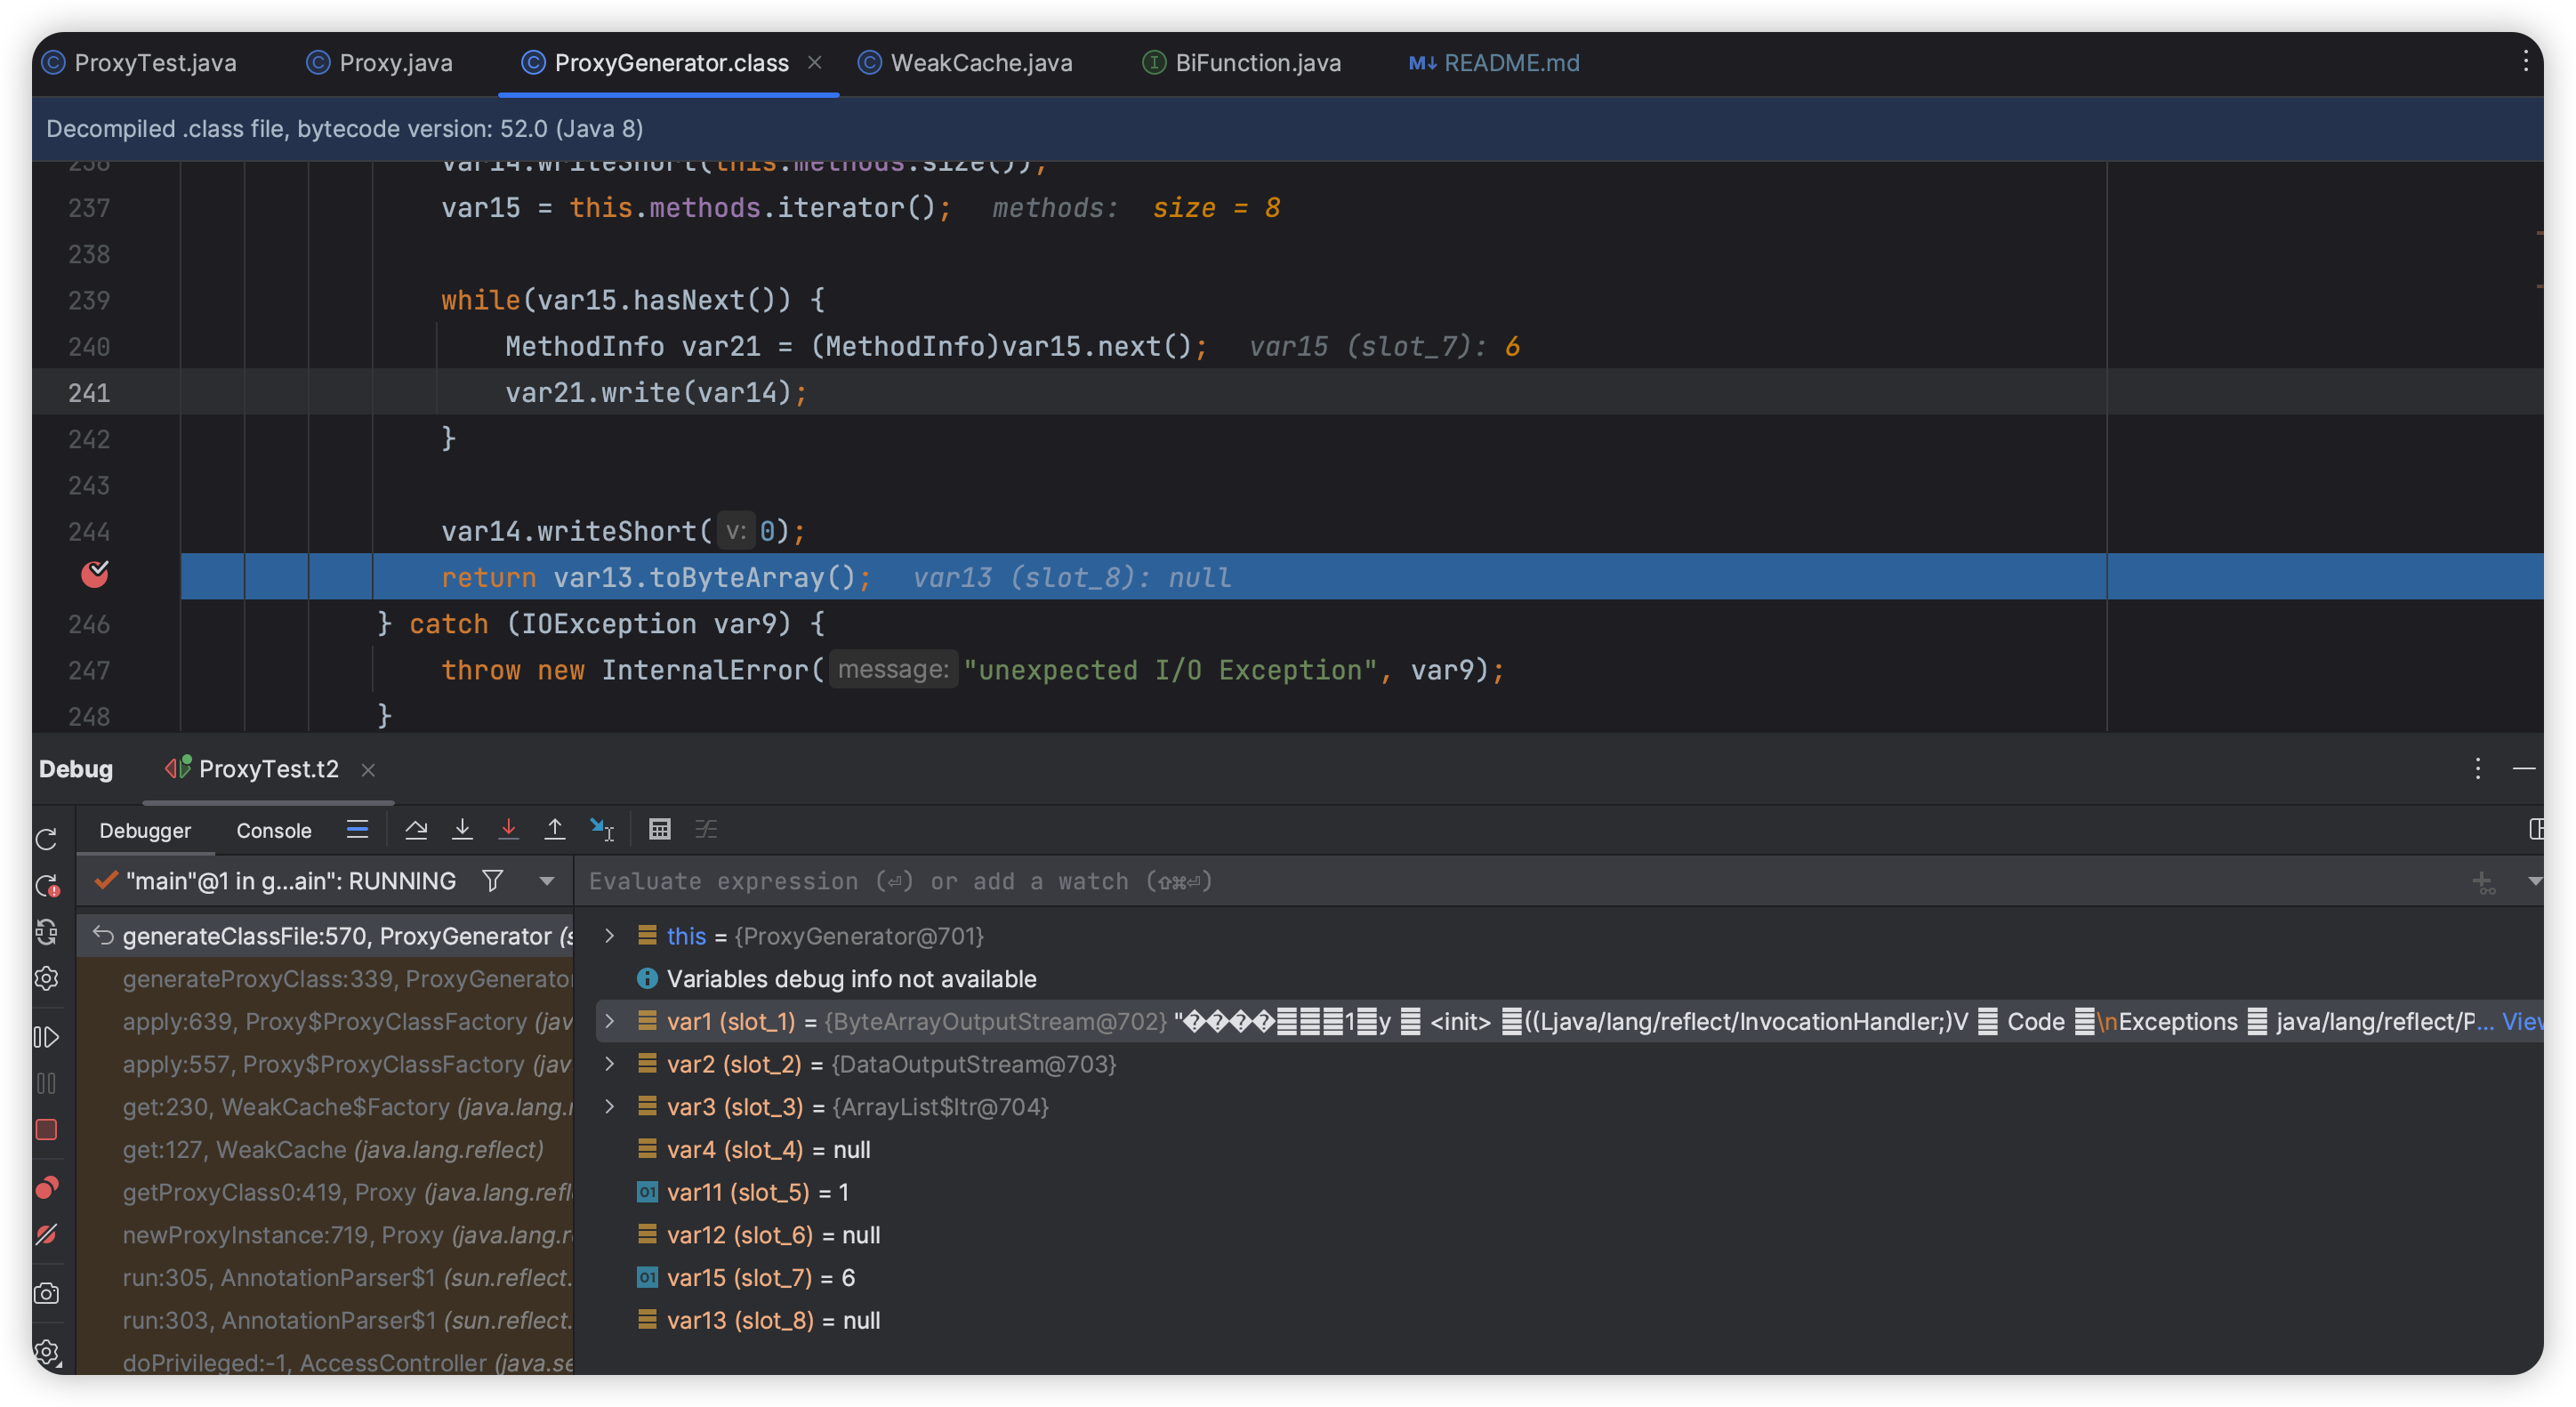 ProxyTest.java Proxy.java ProxyGenerator.class WeakCache.java BiFunction.java M↓ README.md
Decompiled .class file, bytecode version: 52.0 (Java 8)
236 var14.writeShort(this.methods.size());
237 var15 = this.methods.iterator(); methods: size = 8
238
239 while(var15.hasNext()) {
240 MethodInfo var21 = (MethodInfo)var15.next(); var15 (slot_7): 6
241 var21.write(var14);
242 }
243
244 var14.writeShort( v: 0);
return var13.toByteArray(); var13 (slot_8): null
246 } catch (IOException var9) {
247 throw new InternalError( message: "unexpected I/O Exception", var9);
248 }
Debug ProxyTest.t2
Debugger Console
"main"@1 in g...ain": RUNNING
Evaluate expression (⏎) or add a watch (⇧⌘⏎)
generateClassFile:570, ProxyGenerator (s
generateProxyClass:339, ProxyGenerator
apply:639, Proxy$ProxyClassFactory (jav
apply:557, Proxy$ProxyClassFactory (jav
get:230, WeakCache$Factory (java.lang.r
get:127, WeakCache (java.lang.reflect)
getProxyClass0:419, Proxy (java.lang.refl
newProxyInstance:719, Proxy (java.lang.r
run:305, AnnotationParser$1 (sun.reflect.
run:303, AnnotationParser$1 (sun.reflect.
doPrivileged:-1, AccessController (java.se
this = {ProxyGenerator@701}
Variables debug info not available
var1 (slot_1) = {ByteArrayOutputStream@702} "����1y <init> ((Ljava/lang/reflect/InvocationHandler;)V Code \nExceptions java/lang/reflect/P... View
var2 (slot_2) = {DataOutputStream@703}
var3 (slot_3) = {ArrayList$Itr@704}
var4 (slot_4) = null
var11 (slot_5) = 1
var12 (slot_6) = null
var15 (slot_7) = 6
var13 (slot_8) = null